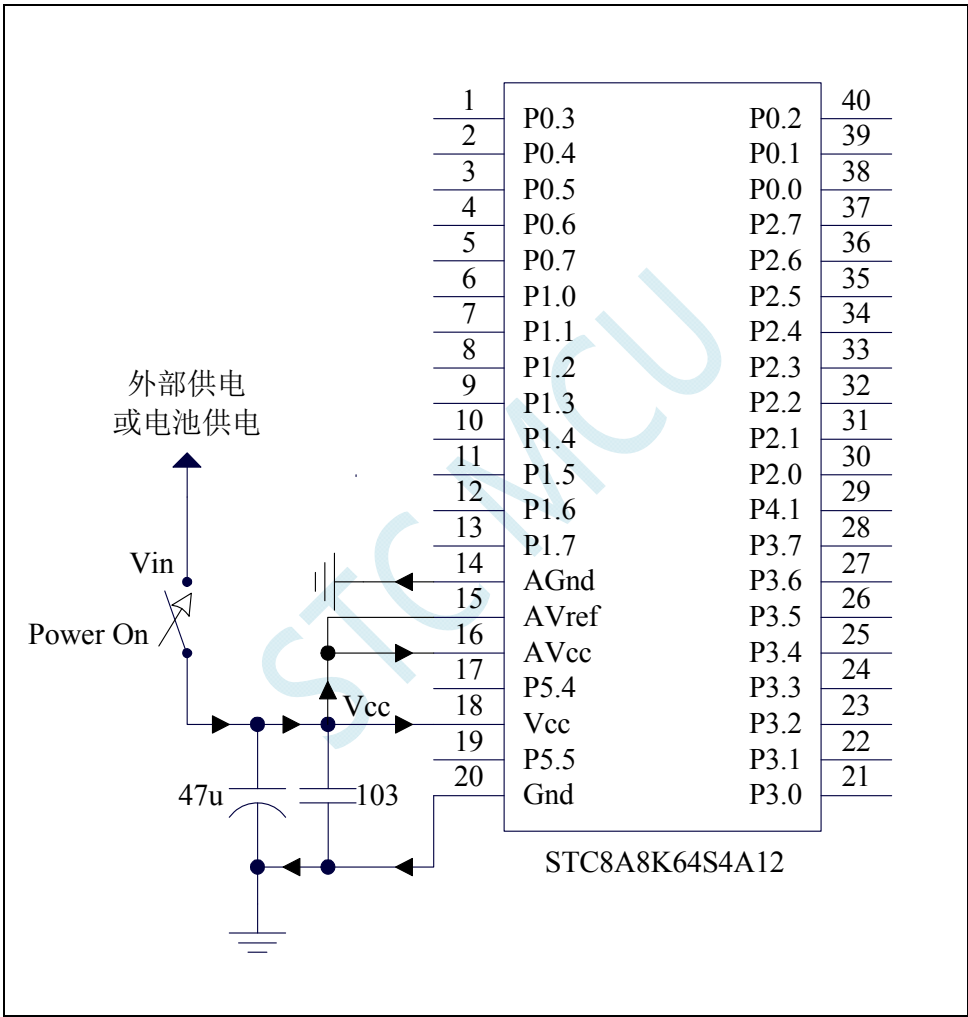 1 P0.3 P0.2 40
2 P0.4 P0.1 39
3 P0.5 P0.0 38
4 P0.6 P2.7 37
5 P0.7 P2.6 36
6 P1.0 P2.5 35
7 P1.1 P2.4 34
8 P1.2 P2.3 33
9 P1.3 P2.2 32
10 P1.4 P2.1 31
11 P1.5 P2.0 30
12 P1.6 P4.1 29
13 P1.7 P3.7 28
14 AGnd P3.6 27
15 AVref P3.5 26
16 AVcc P3.4 25
17 P5.4 P3.3 24
18 Vcc P3.2 23
19 P5.5 P3.1 22
20 Gnd P3.0 21
STC8A8K64S4A12
外部供电
或电池供电
Vin
Power On
Vcc
47u
103
STC MCU